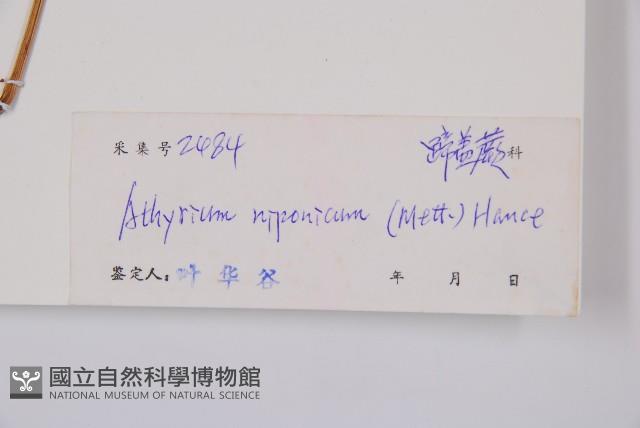 采集号 2484 蹄盖蕨科
Athyrium niponicum (Mett.) Hance
鉴定人: 叶华谷 年 月 日
國立自然科學博物館
NATIONAL MUSEUM OF NATURAL SCIENCE